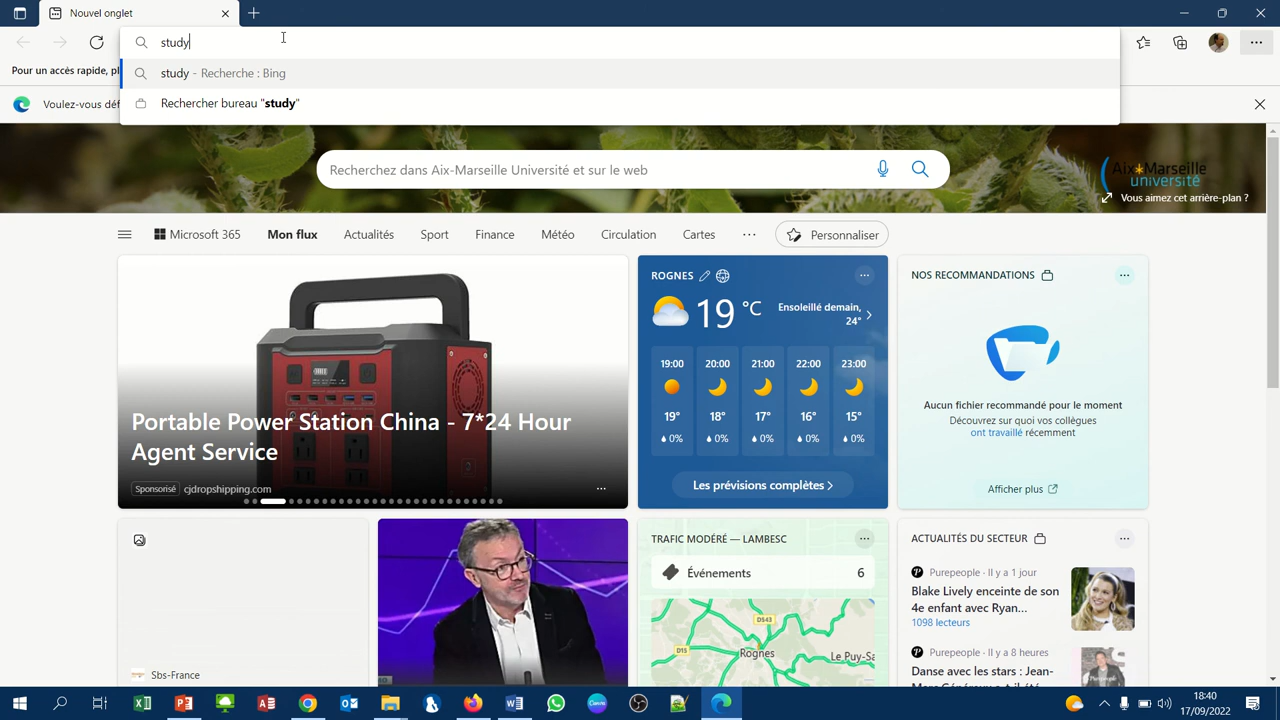 Nouvel onglet
study
Pour un accès rapide, pl
study - Recherche : Bing
Voulez-vous déf
Rechercher bureau "study"
Recherchez dans Aix-Marseille Université et sur le web
Aix*Marseille
université
Vous aimez cet arrière-plan ?
Microsoft 365
Mon flux
Actualités
Sport
Finance
Météo
Circulation
Cartes
Personnaliser
Portable Power Station China - 7*24 Hour
Agent Service
Sponsorisé cjdropshipping.com
ROGNES
19 °C
Ensoleillé demain,
24°
19:00 20:00 21:00 22:00 23:00
19° 18° 17° 16° 15°
0% 0% 0% 0% 0%
Les prévisions complètes
NOS RECOMMANDATIONS
Aucun fichier recommandé pour le moment
Découvrez sur quoi vos collègues
ont travaillé récemment
Afficher plus
Sbs-France
TRAFIC MODÉRÉ — LAMBESC
Événements 6
D543
D15
Rognes
Le Puy-Sa
ACTUALITÉS DU SECTEUR
Purepeople · Il y a 1 jour
Blake Lively enceinte de son
4e enfant avec Ryan...
1098 lecteurs
Purepeople · Il y a 8 heures
Danse avec les stars : Jean-
18:40
17/09/2022